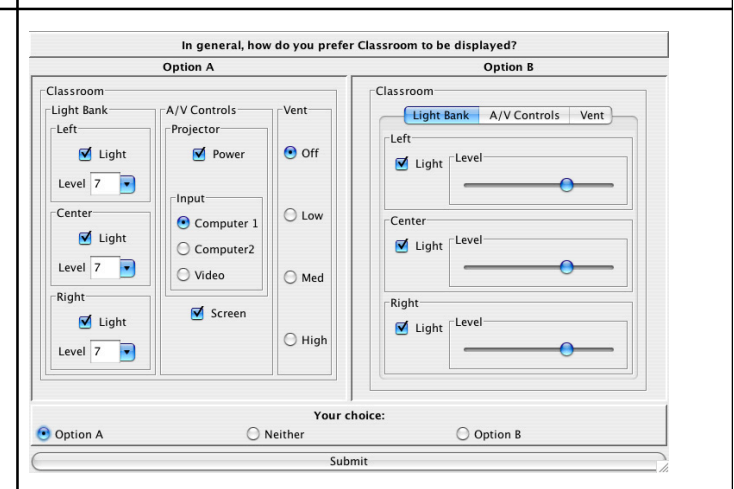 In general, how do you prefer Classroom to be displayed?
Option A
Option B
Classroom
Light Bank
Left
Light
Level 7
Center
Light
Level 7
Right
Light
Level 7
A/V Controls
Projector
Power
Input
Computer 1
Computer2
Video
Screen
Vent
Off
Low
Med
High
Classroom
Light Bank A/V Controls Vent
Left
Light Level
Center
Light Level
Right
Light Level
Your choice:
Option A Neither Option B
Submit